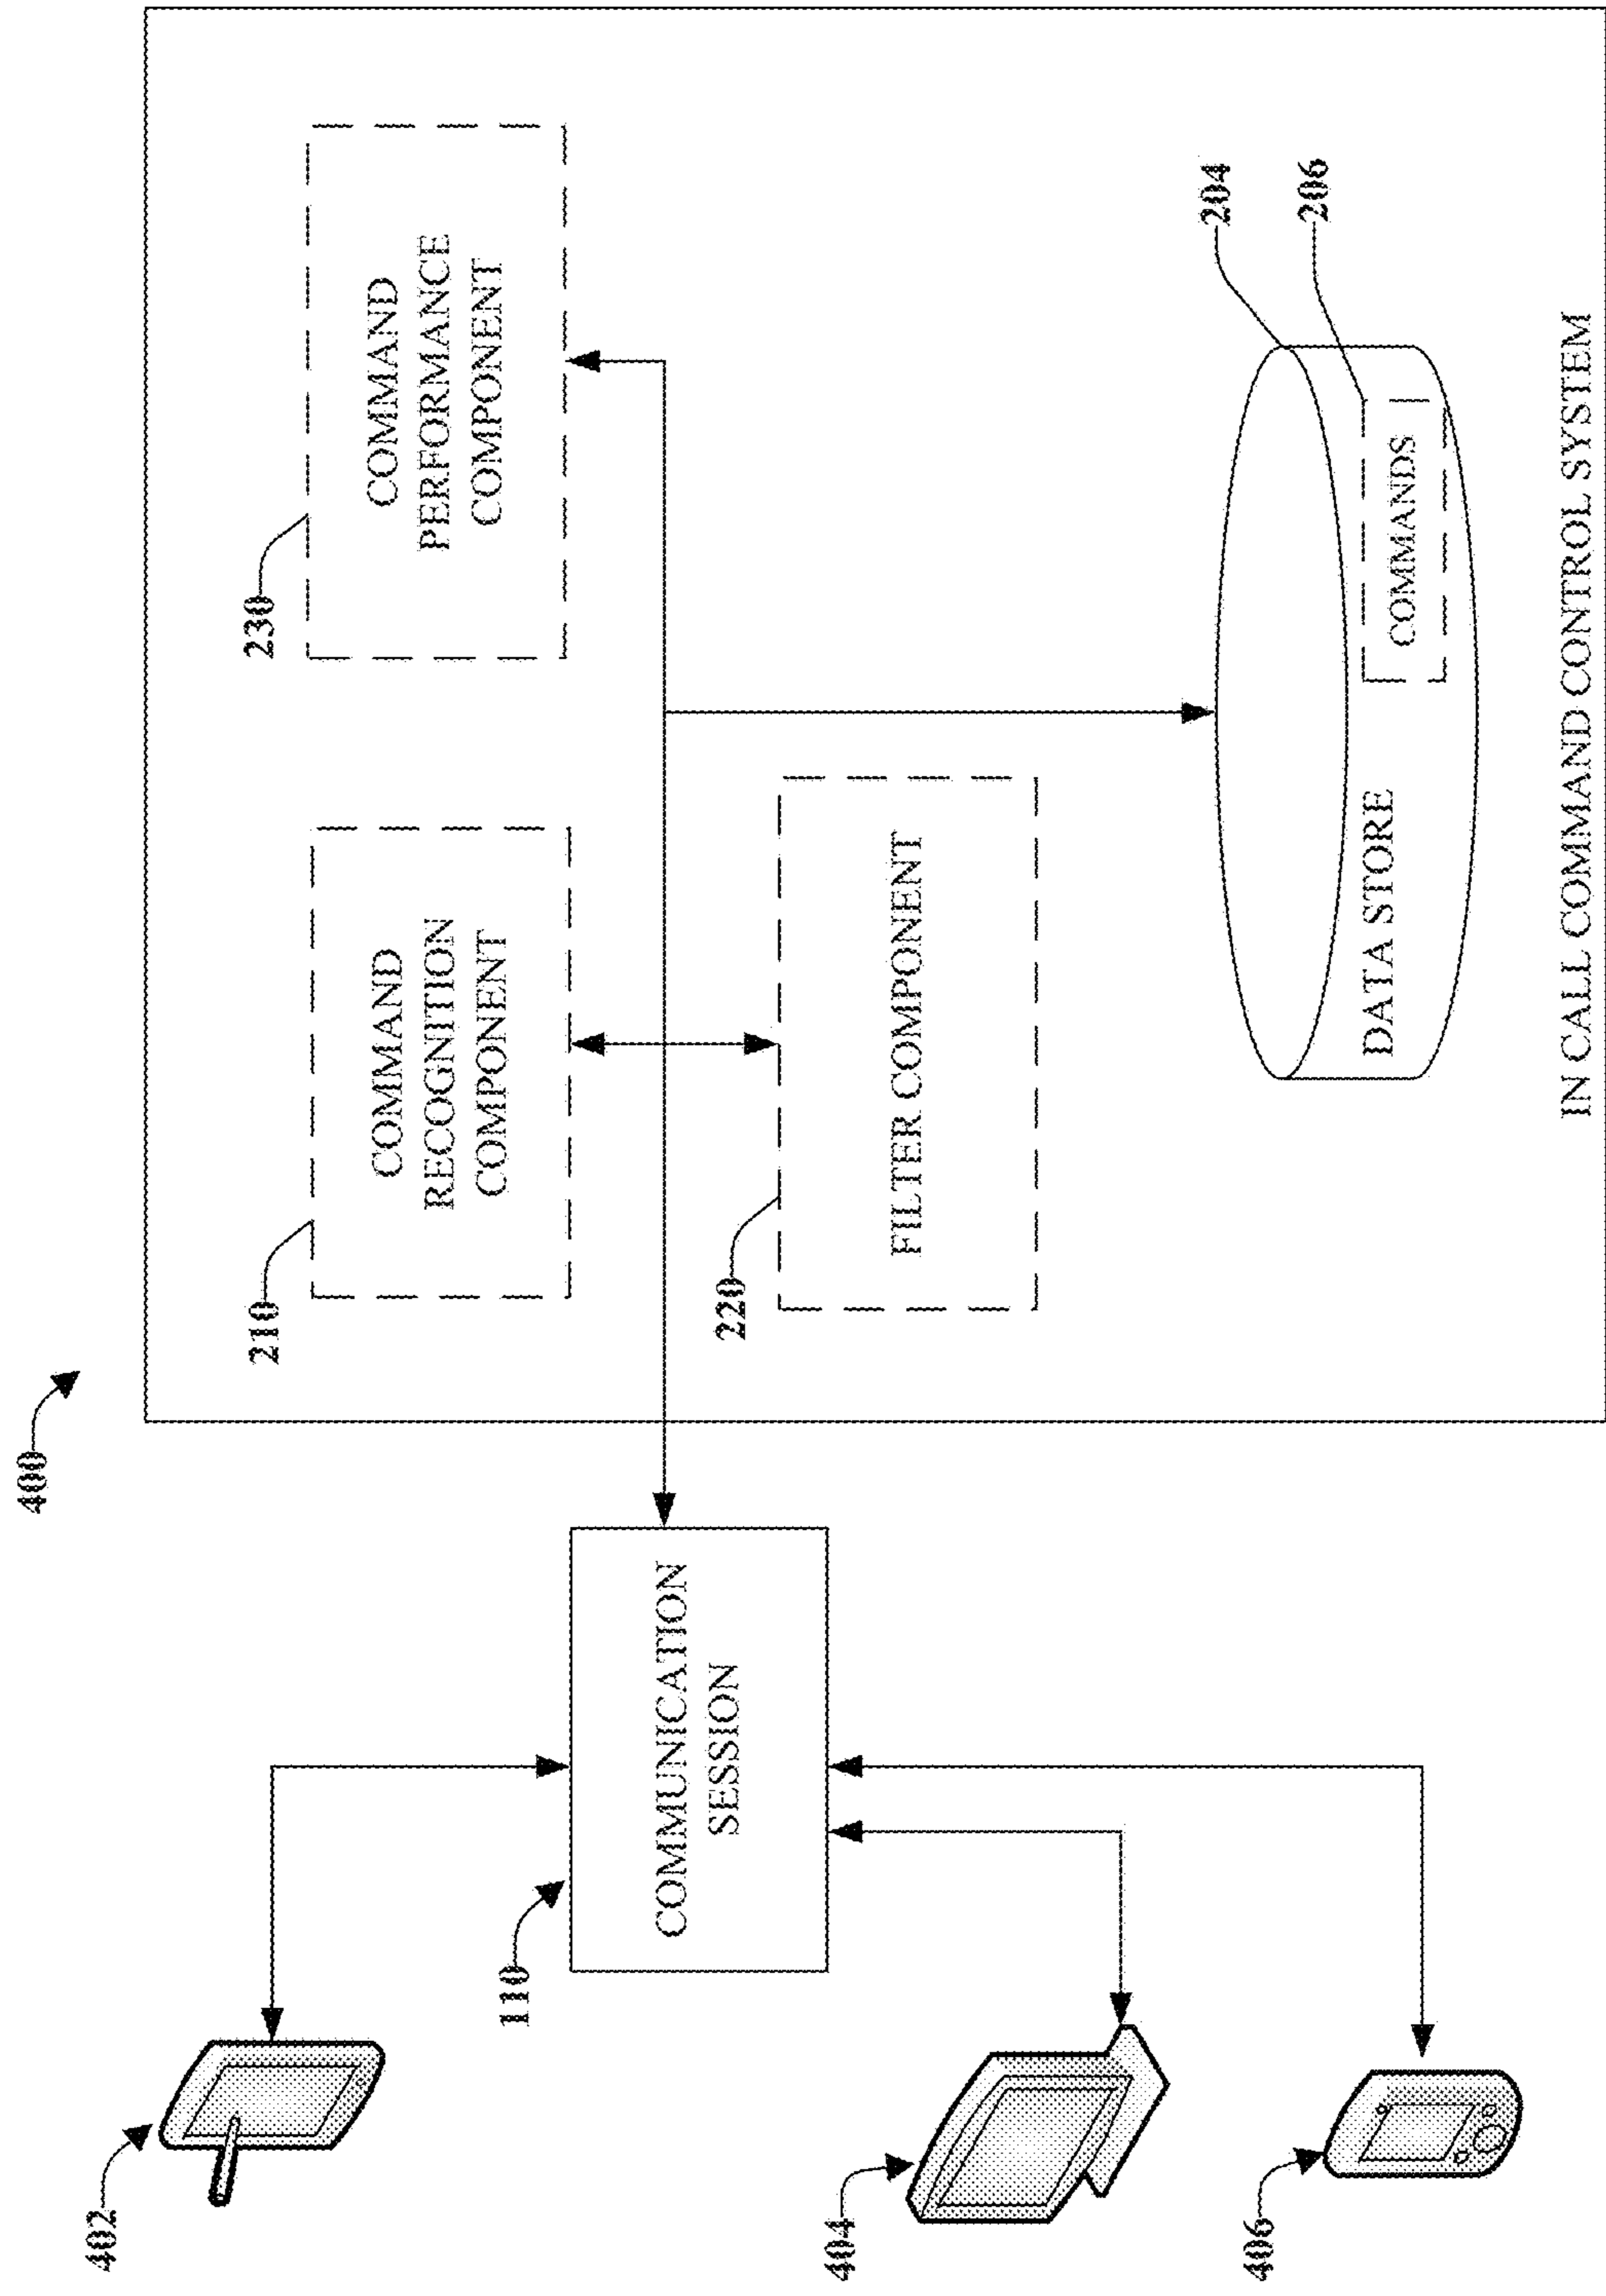 400
402
404
406
110
COMMUNICATION
SESSION
210
COMMAND
RECOGNITION
COMPONENT
220
FILTER COMPONENT
230
COMMAND
PERFORMANCE
COMPONENT
204
206
DATA STORE
COMMANDS
IN CALL COMMAND CONTROL SYSTEM